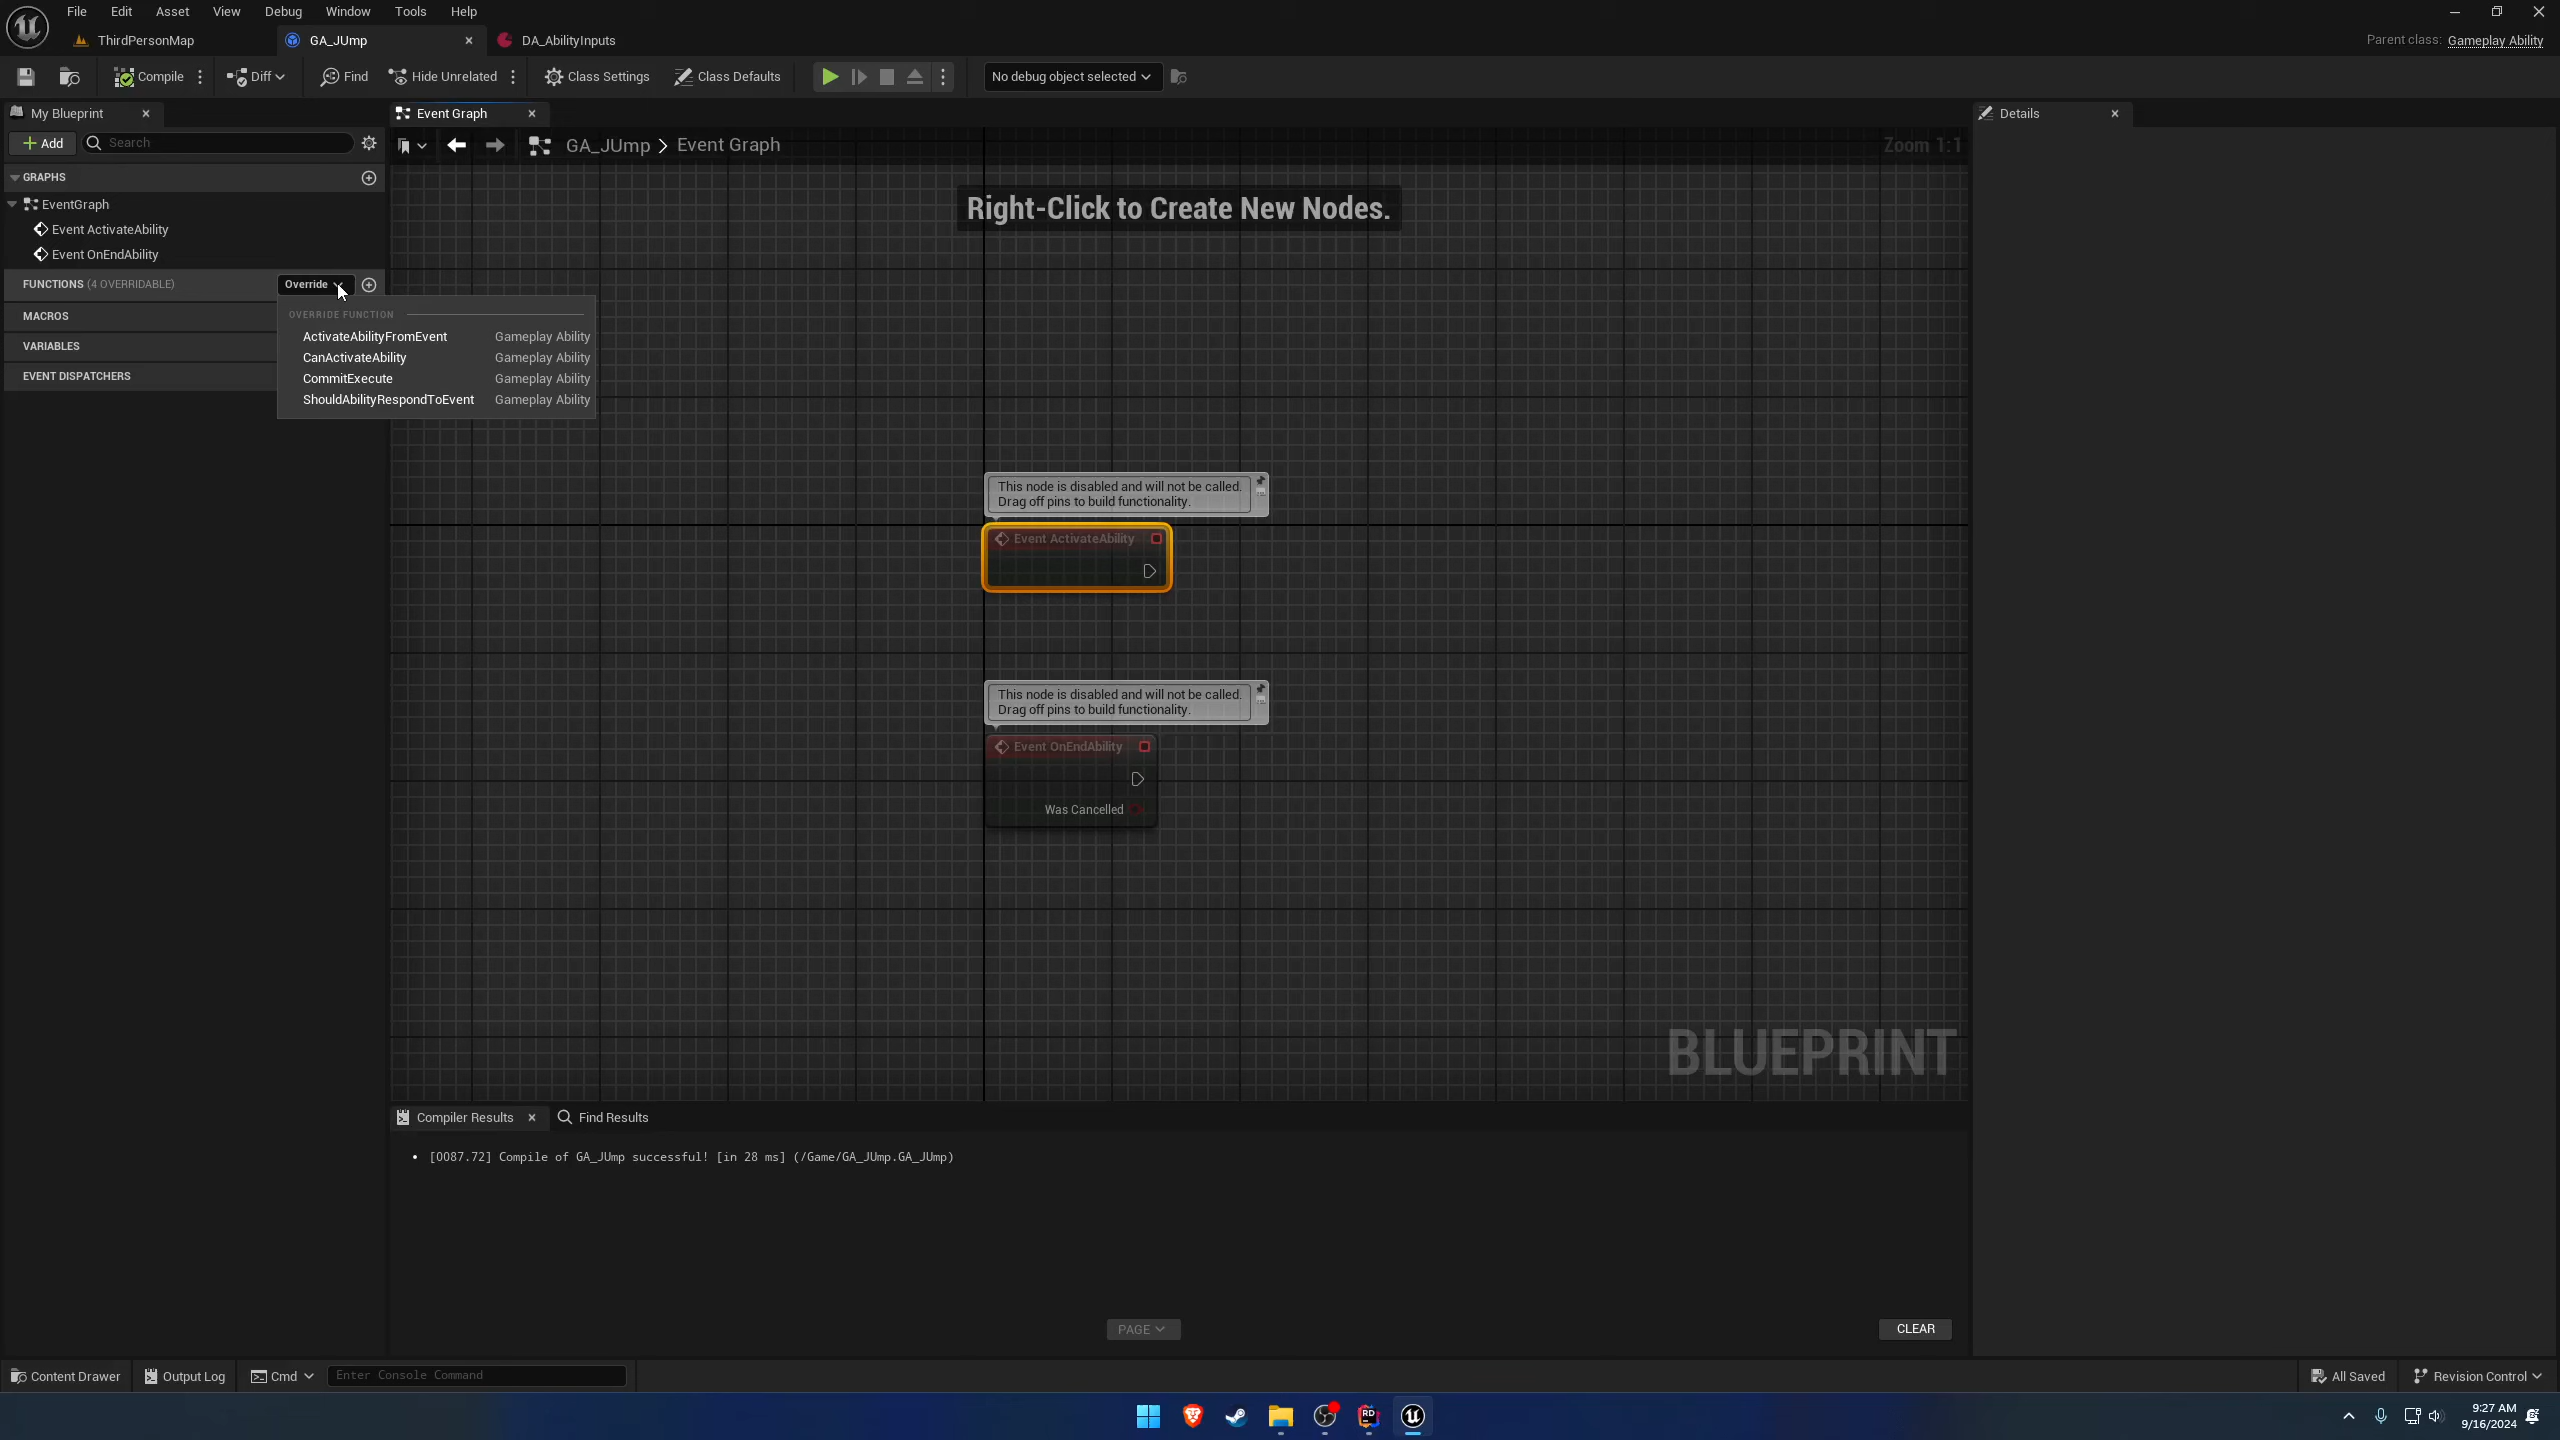 File Edit Asset View Debug Window Tools Help
ThirdPersonMap GA_JUmp DA_AbilityInputs
Parent class: Gameplay Ability
Compile Diff Find Hide Unrelated Class Settings Class Defaults No debug object selected
My Blueprint
Add Search
GRAPHS
EventGraph
Event ActivateAbility
Event OnEndAbility
FUNCTIONS (4 OVERRIDABLE) Override
MACROS
VARIABLES
EVENT DISPATCHERS
OVERRIDE FUNCTION
ActivateAbilityFromEvent Gameplay Ability
CanActivateAbility Gameplay Ability
CommitExecute Gameplay Ability
ShouldAbilityRespondToEvent Gameplay Ability
Event Graph
GA_JUmp > Event Graph
Zoom 1:1
Right-Click to Create New Nodes.
This node is disabled and will not be called.
Drag off pins to build functionality.
Event ActivateAbility
This node is disabled and will not be called.
Drag off pins to build functionality.
Event OnEndAbility
Was Cancelled
BLUEPRINT
Details
Compiler Results Find Results
• [0087.72] Compile of GA_JUmp successful! [in 28 ms] (/Game/GA_JUmp.GA_JUmp)
PAGE
CLEAR
Content Drawer Output Log Cmd Enter Console Command
All Saved Revision Control
RD
9:27 AM
9/16/2024